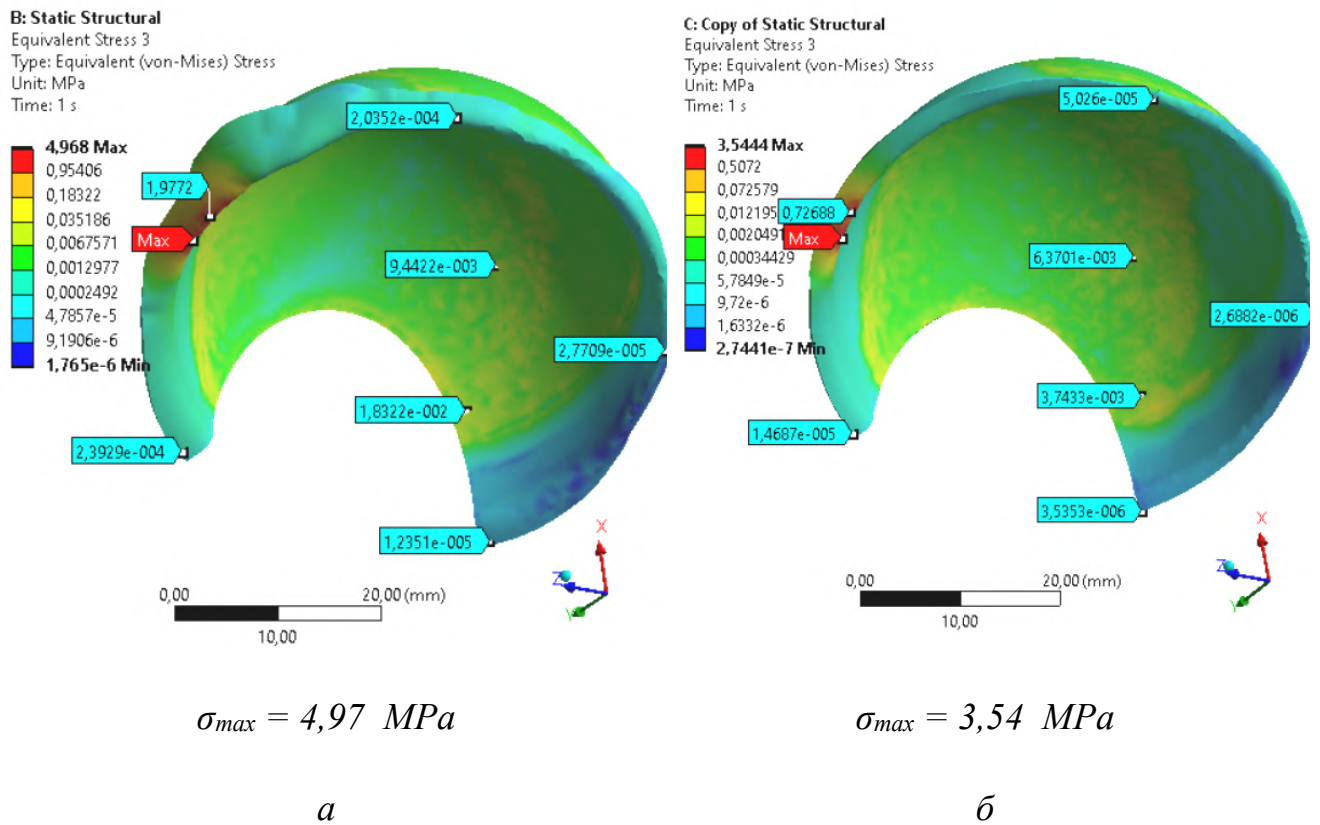 B: Static Structural
Equivalent Stress 3
Type: Equivalent (von-Mises) Stress
Unit: MPa
Time: 1 s
4,968 Max
0,95406
0,18322
0,035186
0,0067571
0,0012977
0,0002492
4,7857e-5
9,1906e-6
1,765e-6 Min
2,0352e-004
1,9772
Max
9,4422e-003
2,7709e-005
1,8322e-002
2,3929e-004
1,2351e-005
X
Z
Y
0,00
20,00 (mm)
10,00
σmax = 4,97 MPa
а
C: Copy of Static Structural
Equivalent Stress 3
Type: Equivalent (von-Mises) Stress
Unit: MPa
Time: 1 s
3,5444 Max
0,5072
0,072579
0,012195
0,0020491
0,00034429
5,7849e-5
9,72e-6
1,6332e-6
2,7441e-7 Min
5,026e-005
0,72688
Max
6,3701e-003
2,6882e-006
3,7433e-003
1,4687e-005
3,5353e-006
X
Z
Y
0,00
20,00 (mm)
10,00
σmax = 3,54 MPa
б